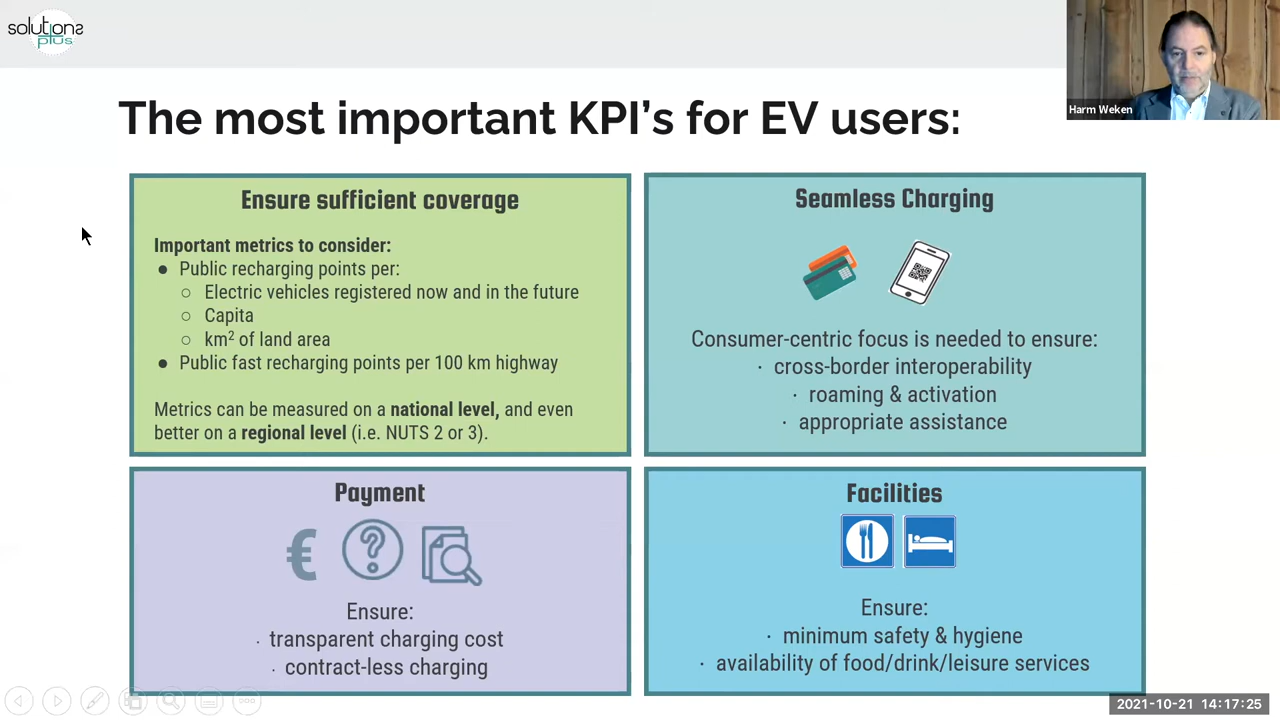 solutions
plus
Harm Weken
The most important KPI's for EV users:
Ensure sufficient coverage
Important metrics to consider:
● Public recharging points per:
○ Electric vehicles registered now and in the future
○ Capita
○ km² of land area
● Public fast recharging points per 100 km highway
Metrics can be measured on a national level, and even
better on a regional level (i.e. NUTS 2 or 3).
Seamless Charging
Consumer-centric focus is needed to ensure:
· cross-border interoperability
· roaming & activation
· appropriate assistance
Payment
€
?
Ensure:
· transparent charging cost
· contract-less charging
Facilities
Ensure:
· minimum safety & hygiene
· availability of food/drink/leisure services
2021-10-21 14:17:25